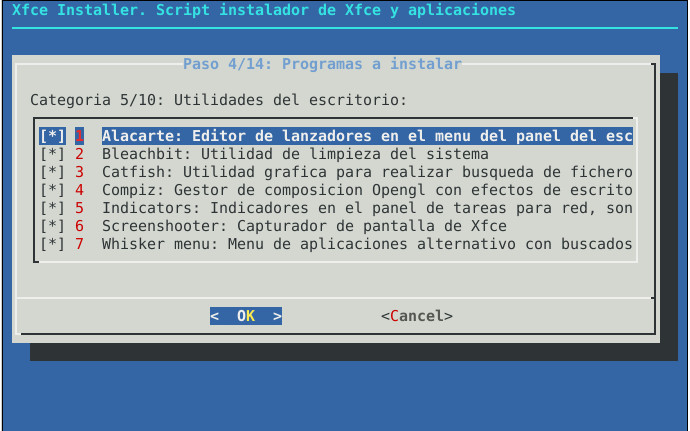 Xfce Installer. Script instalador de Xfce y aplicaciones
Paso 4/14: Programas a instalar
Categoria 5/10: Utilidades del escritorio:
[*] 1 Alacarte: Editor de lanzadores en el menu del panel del esc
[*] 2 Bleachbit: Utilidad de limpieza del sistema
[*] 3 Catfish: Utilidad grafica para realizar busqueda de fichero
[*] 4 Compiz: Gestor de composicion Opengl con efectos de escrito
[*] 5 Indicators: Indicadores en el panel de tareas para red, son
[*] 6 Screenshooter: Capturador de pantalla de Xfce
[*] 7 Whisker menu: Menu de aplicaciones alternativo con buscados
< OK > <Cancel>